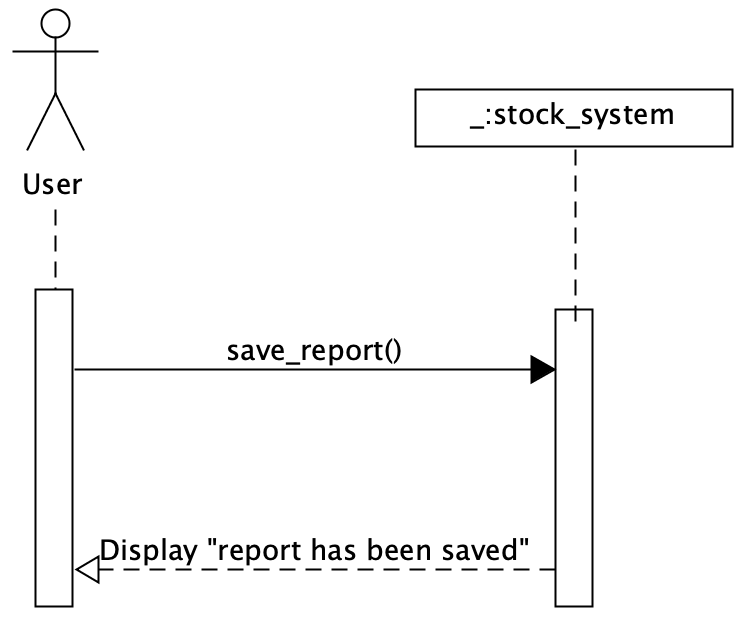 _:stock_system
User
save_report()
Display "report has been saved"